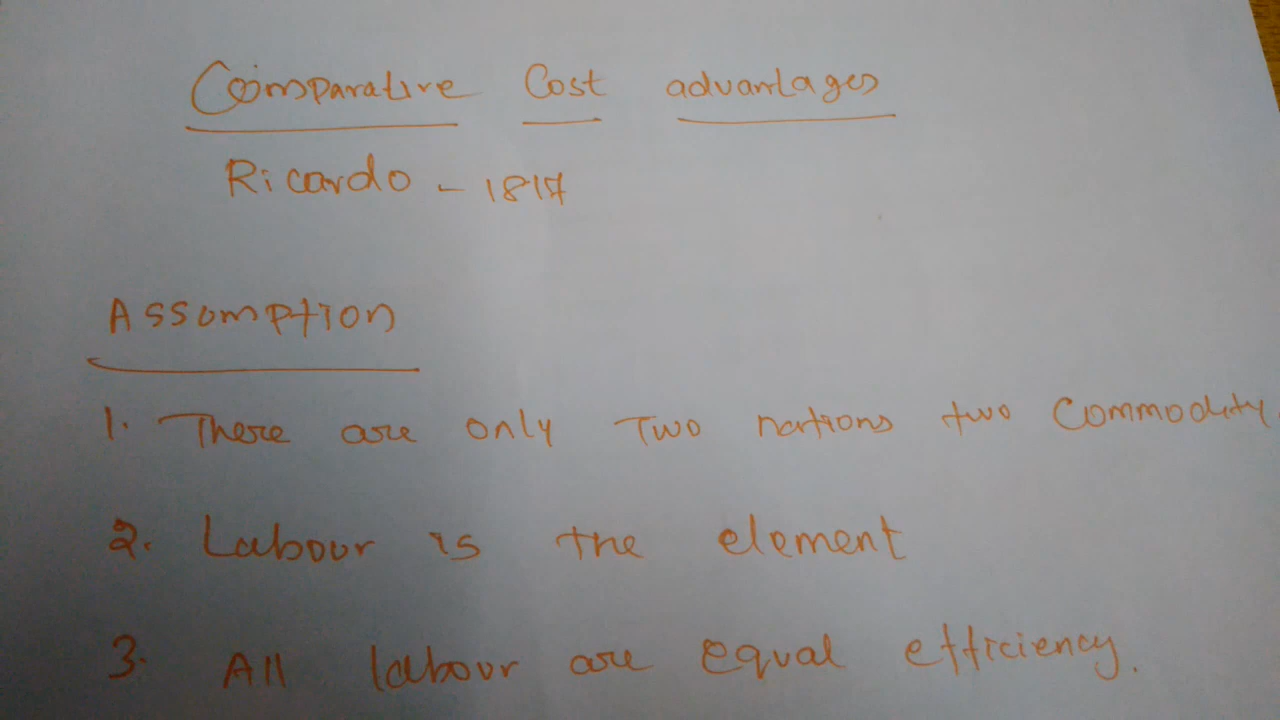 Comparative Cost advantages
Ricardo - 1817
Assomption
1. There are only Two nations two Commodity
2. Labour is the element
3. All labour are equal efficiency.